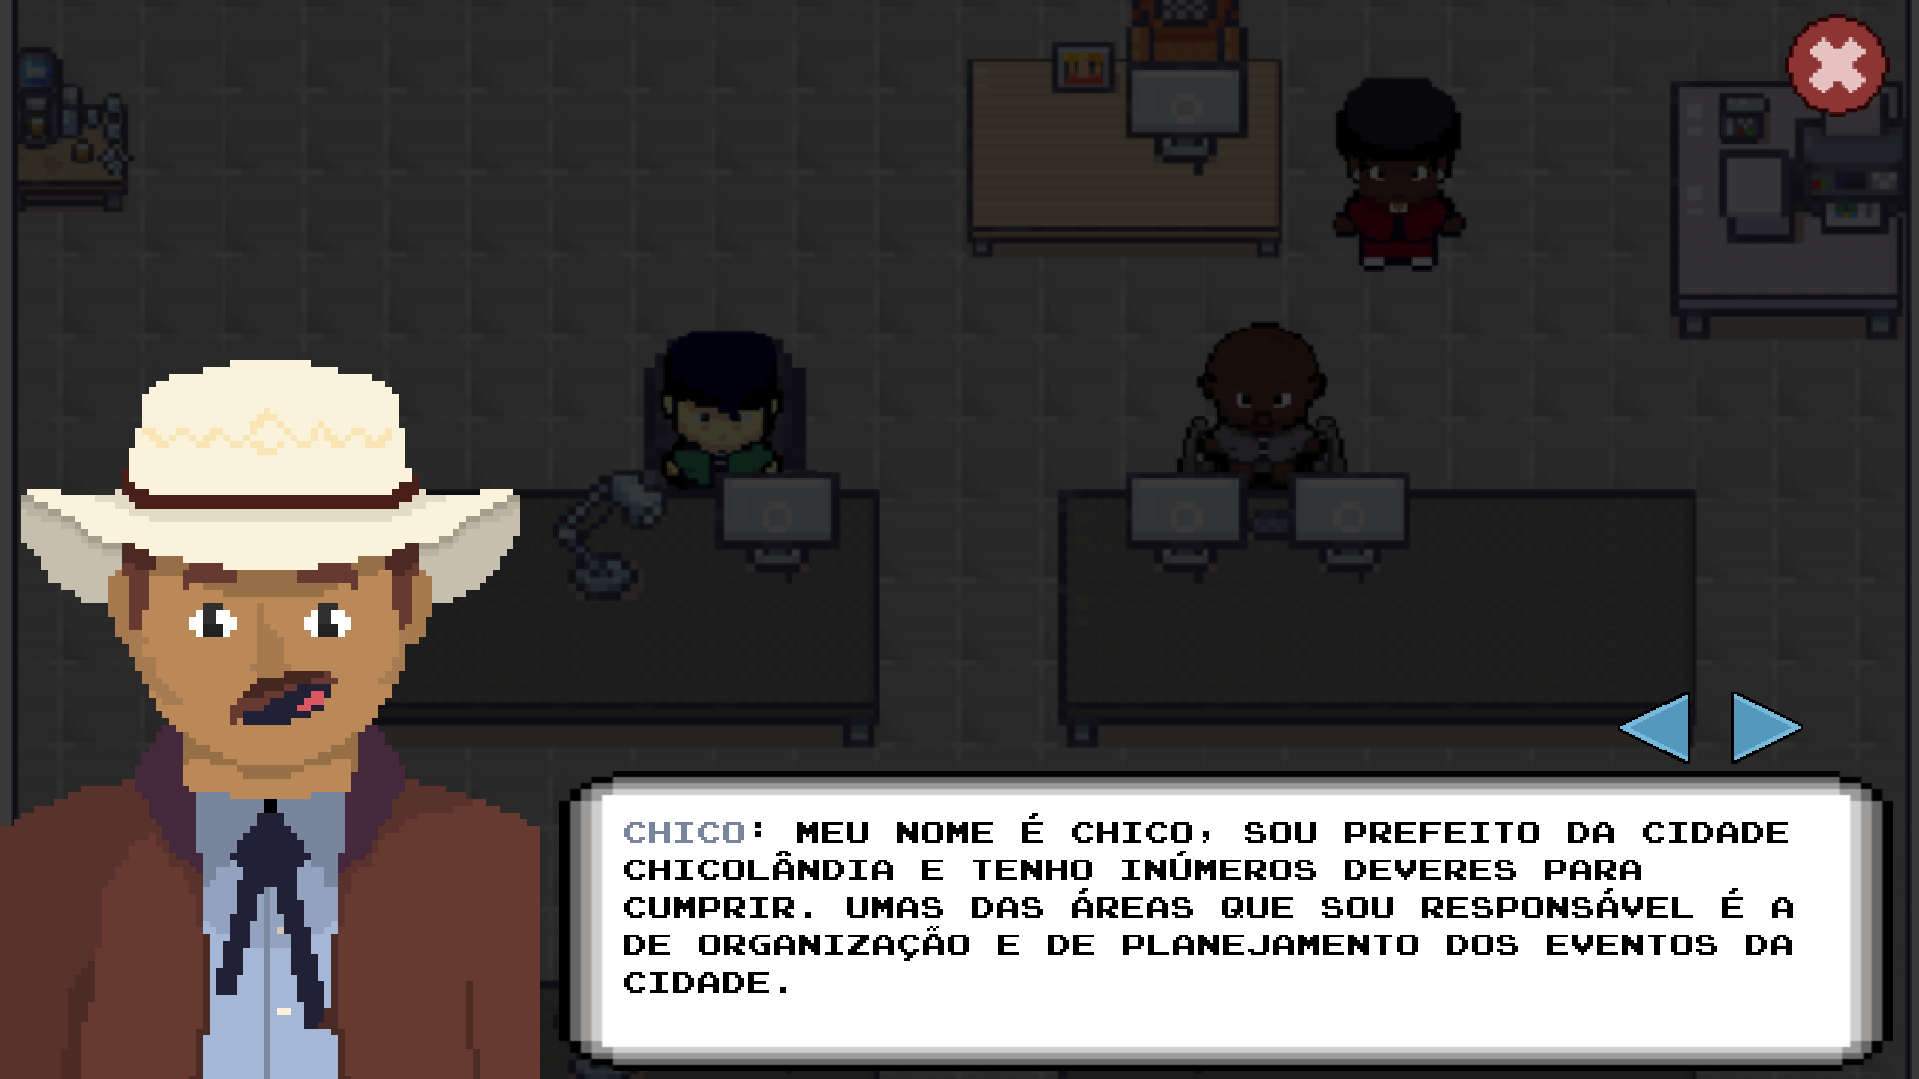 CHICO: MEU NOME É CHICO, SOU PREFEITO DA CIDADE
CHICOLÂNDIA E TENHO INÚMEROS DEVERES PARA
CUMPRIR. UMAS DAS ÁREAS QUE SOU RESPONSÁVEL É A
DE ORGANIZAÇÃO E DE PLANEJAMENTO DOS EVENTOS DA
CIDADE.